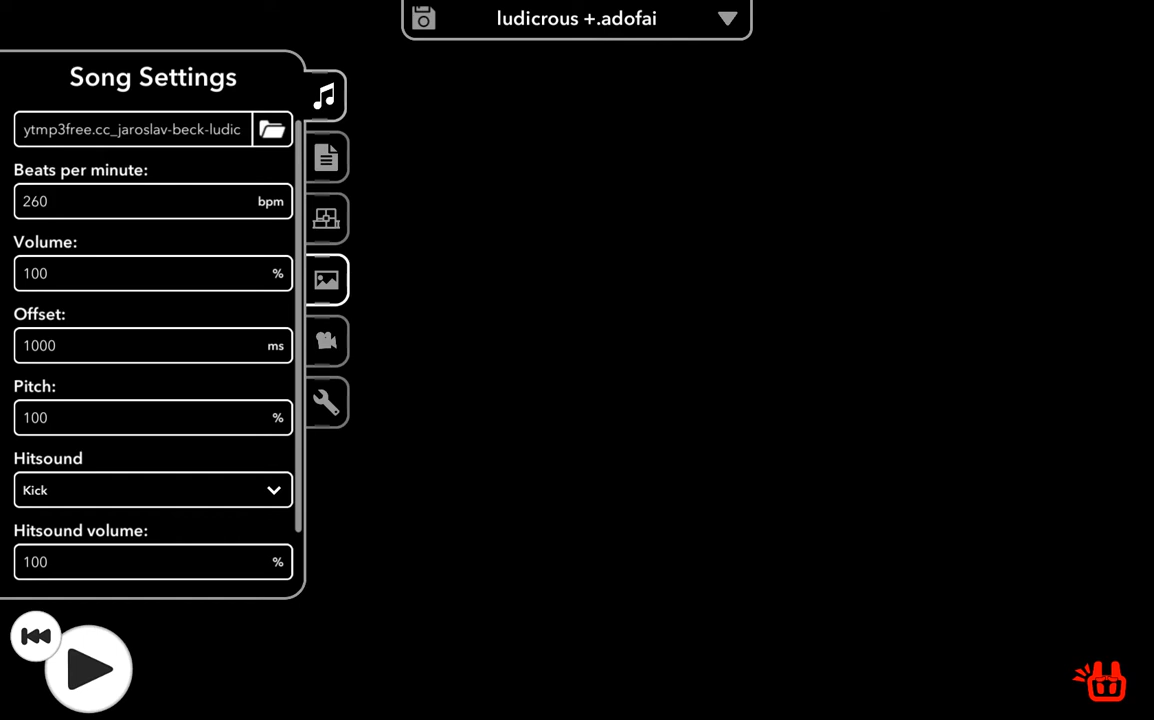 ludicrous +.adofai
Song Settings
ytmp3free.cc_jaroslav-beck-ludic
Beats per minute:
260 bpm
Volume:
100 %
Offset:
1000 ms
Pitch:
100 %
Hitsound
Kick
Hitsound volume:
100 %